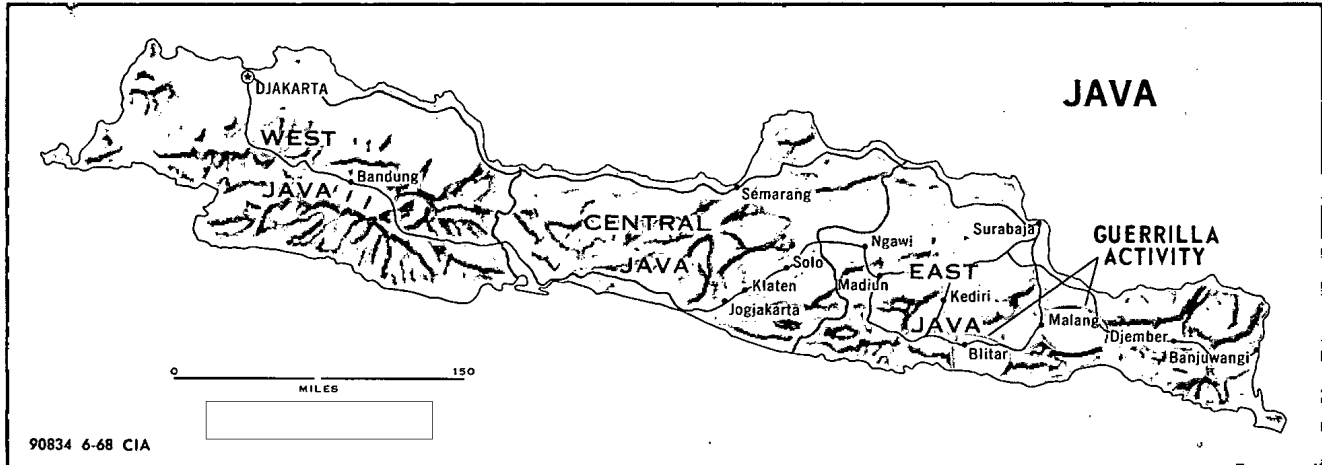 JAVA
DJAKARTA
WEST
JAVA
Bandung
Semarang
CENTRAL
JAVA
Surabaja
GUERRILLA
ACTIVITY
Ngawi
Solo
EAST
Klaten
Madiun
Kediri
Jogjakarta
JAVA
Malang
Djember
Blitar
Banjuwangi
0 150
MILES
90834 6-68 CIA